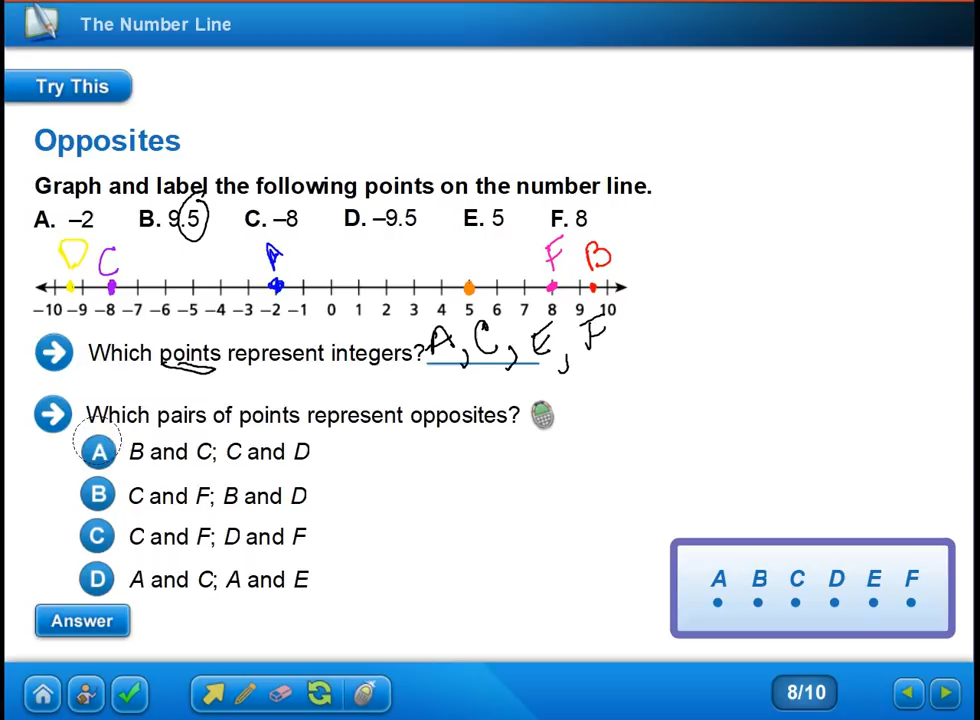 The Number Line
Try This
Opposites
Graph and label the following points on the number line.
A. –2 B. 9.5 C. –8 D. –9.5 E. 5 F. 8
D C A F B
–10 –9 –8 –7 –6 –5 –4 –3 –2 –1 0 1 2 3 4 5 6 7 8 9 10
Which points represent integers? A, C, E, F
Which pairs of points represent opposites?
A B and C; C and D
B C and F; B and D
C C and F; D and F
D A and C; A and E
A B C D E F
Answer
8/10